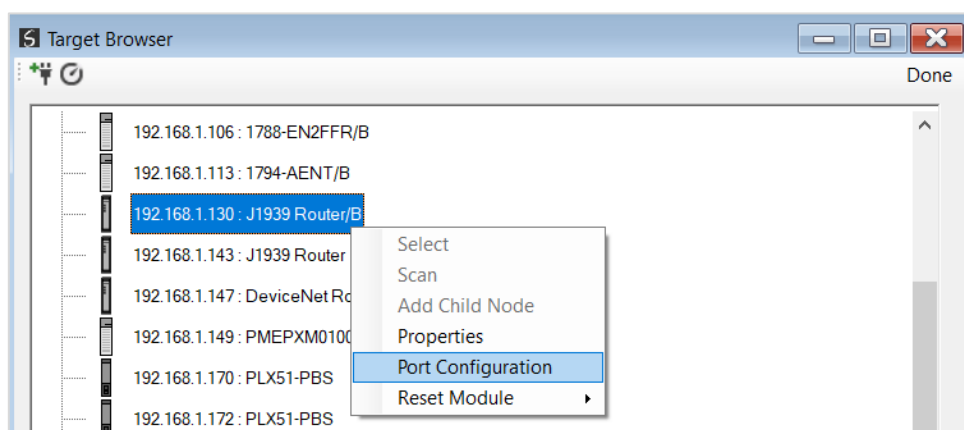 Target Browser
Done
192.168.1.106 : 1788-EN2FFR/B
192.168.1.113 : 1794-AENT/B
192.168.1.130 : J1939 Router/B
192.168.1.143 : J1939 Router
192.168.1.147 : DeviceNet Ro
192.168.1.149 : PMEPXM0100
192.168.1.170 : PLX51-PBS
192.168.1.172 : PLX51-PBS
Select
Scan
Add Child Node
Properties
Port Configuration
Reset Module